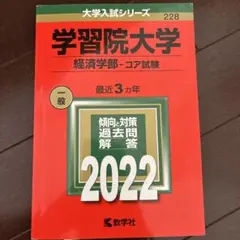 大学入試シリーズ
228
学習院大学
経済学部-コア試験
一般
最近3カ年
傾向と対策
過去問
解答
2022
数学社